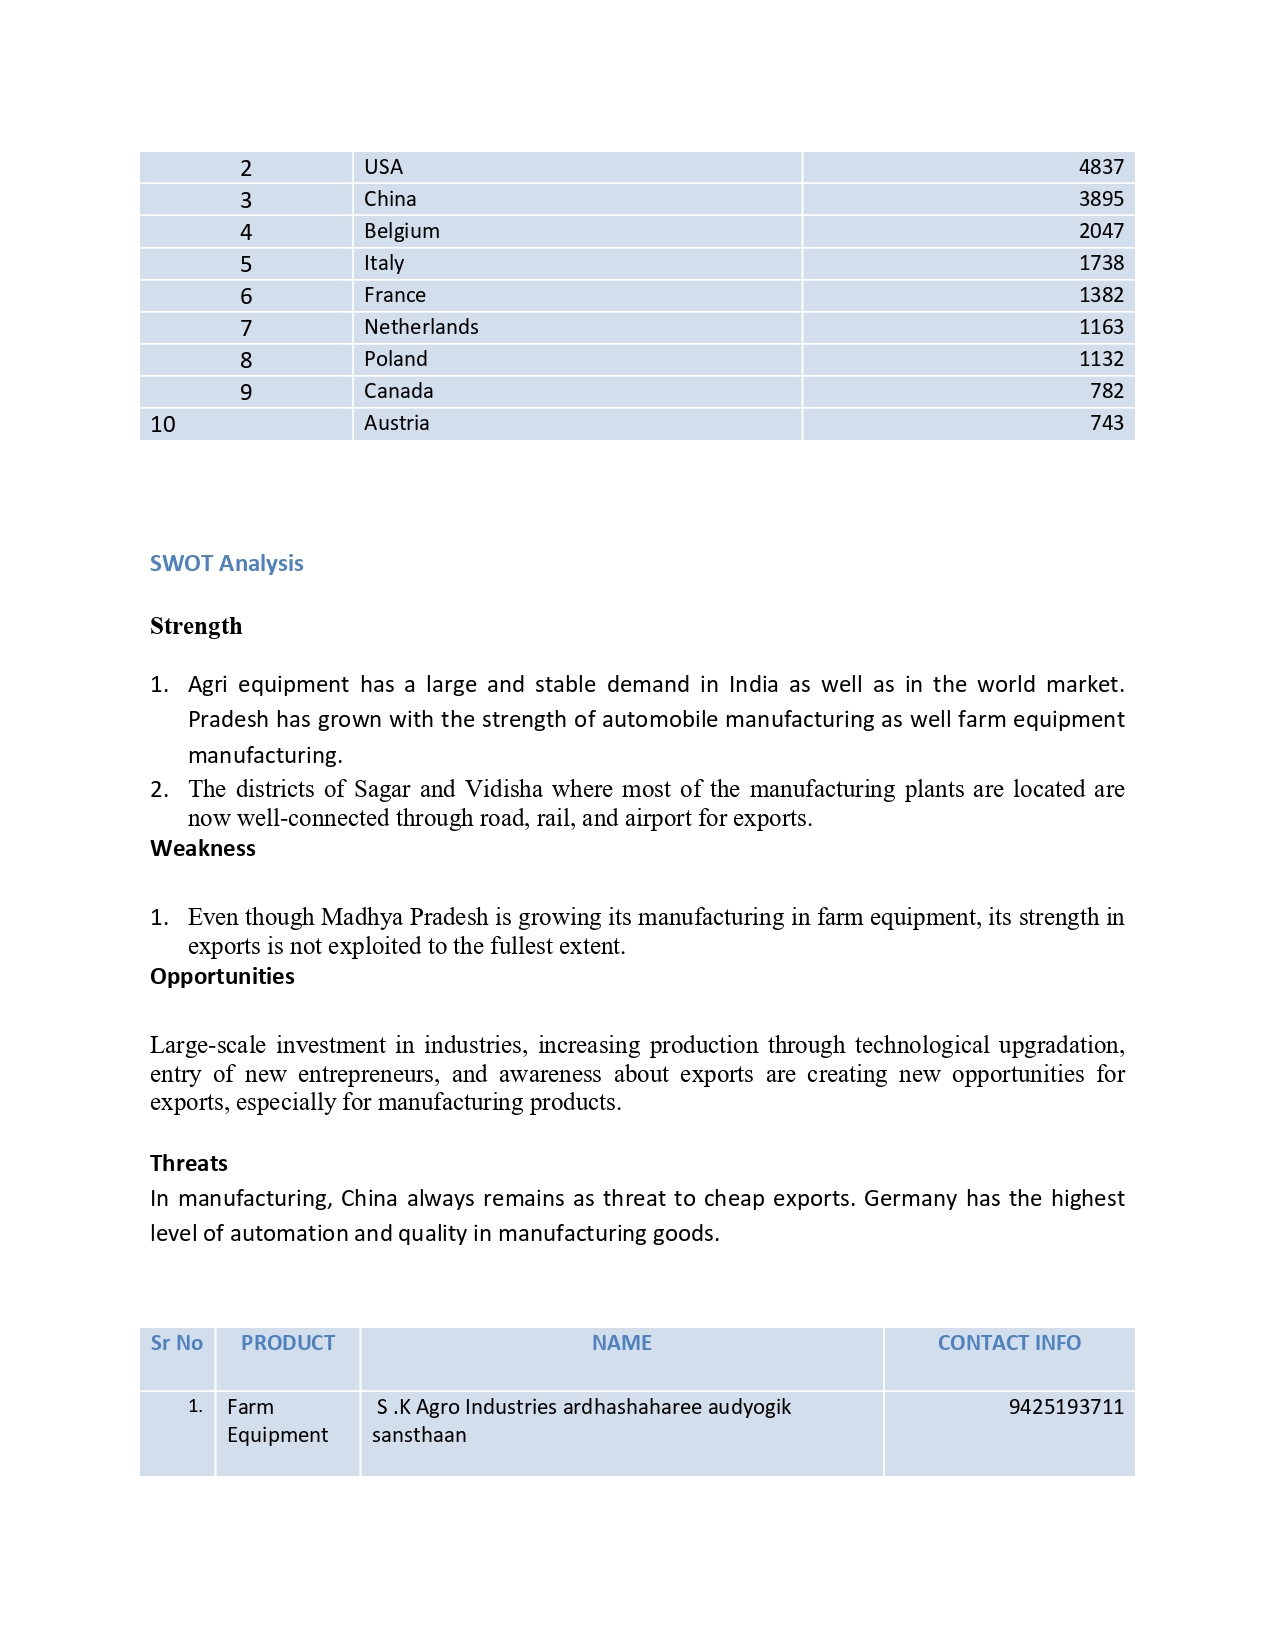 2 USA 4837
3 China 3895
4 Belgium 2047
5 Italy 1738
6 France 1382
7 Netherlands 1163
8 Poland 1132
9 Canada 782
10 Austria 743
SWOT Analysis
Strength
1. Agri equipment has a large and stable demand in India as well as in the world market.
Pradesh has grown with the strength of automobile manufacturing as well farm equipment
manufacturing.
2. The districts of Sagar and Vidisha where most of the manufacturing plants are located are
now well-connected through road, rail, and airport for exports.
Weakness
1. Even though Madhya Pradesh is growing its manufacturing in farm equipment, its strength in
exports is not exploited to the fullest extent.
Opportunities
Large-scale investment in industries, increasing production through technological upgradation,
entry of new entrepreneurs, and awareness about exports are creating new opportunities for
exports, especially for manufacturing products.
Threats
In manufacturing, China always remains as threat to cheap exports. Germany has the highest
level of automation and quality in manufacturing goods.
Sr No PRODUCT NAME CONTACT INFO
1. Farm S .K Agro Industries ardhashaharee audyogik 9425193711
Equipment sansthaan